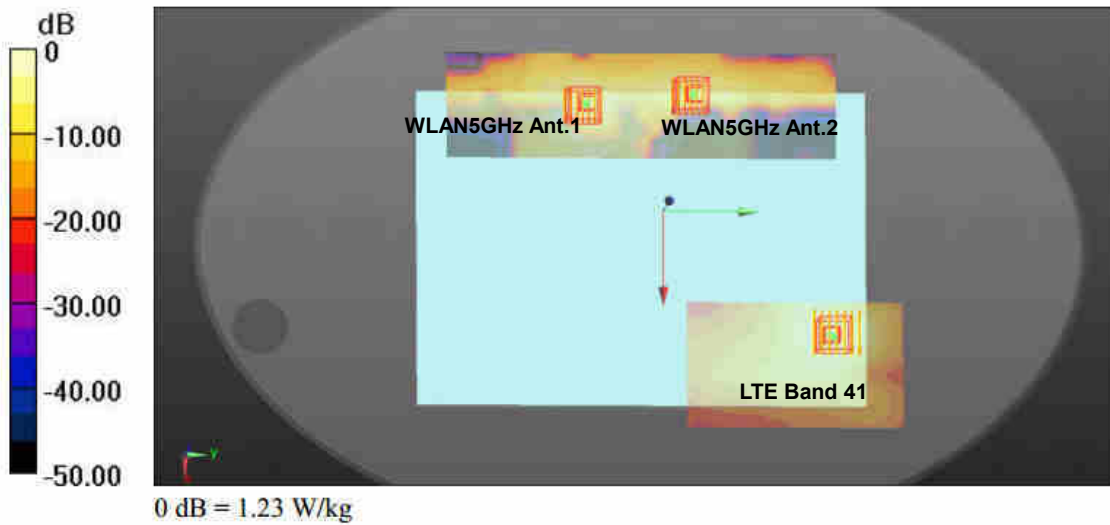 dB
0
-10.00
-20.00
-30.00
-40.00
-50.00
WLAN5GHz Ant.1
WLAN5GHz Ant.2
LTE Band 41
y
0 dB = 1.23 W/kg